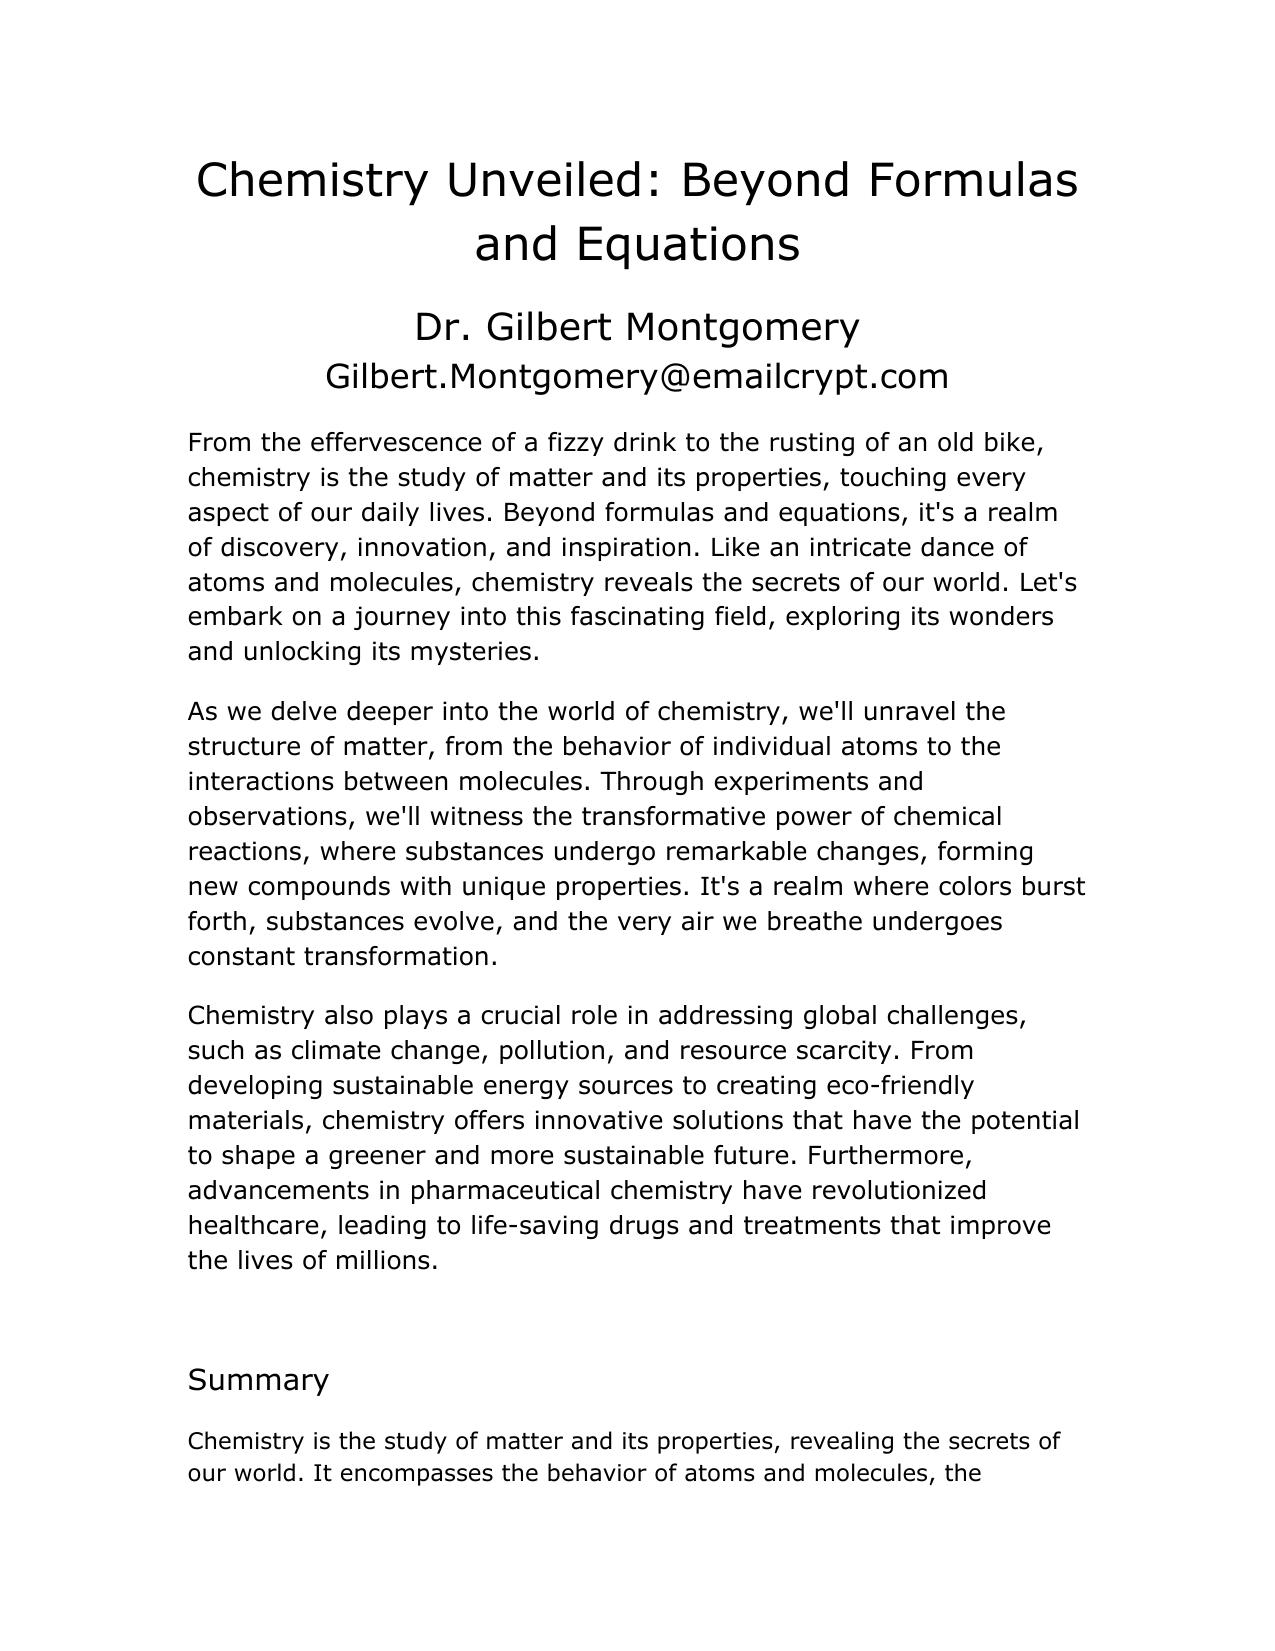 Chemistry Unveiled: Beyond Formulas
and Equations
Dr. Gilbert Montgomery
Gilbert.Montgomery@emailcrypt.com
From the effervescence of a fizzy drink to the rusting of an old bike,
chemistry is the study of matter and its properties, touching every
aspect of our daily lives. Beyond formulas and equations, it's a realm
of discovery, innovation, and inspiration. Like an intricate dance of
atoms and molecules, chemistry reveals the secrets of our world. Let's
embark on a journey into this fascinating field, exploring its wonders
and unlocking its mysteries.
As we delve deeper into the world of chemistry, we'll unravel the
structure of matter, from the behavior of individual atoms to the
interactions between molecules. Through experiments and
observations, we'll witness the transformative power of chemical
reactions, where substances undergo remarkable changes, forming
new compounds with unique properties. It's a realm where colors burst
forth, substances evolve, and the very air we breathe undergoes
constant transformation.
Chemistry also plays a crucial role in addressing global challenges,
such as climate change, pollution, and resource scarcity. From
developing sustainable energy sources to creating eco-friendly
materials, chemistry offers innovative solutions that have the potential
to shape a greener and more sustainable future. Furthermore,
advancements in pharmaceutical chemistry have revolutionized
healthcare, leading to life-saving drugs and treatments that improve
the lives of millions.
Summary
Chemistry is the study of matter and its properties, revealing the secrets of
our world. It encompasses the behavior of atoms and molecules, the